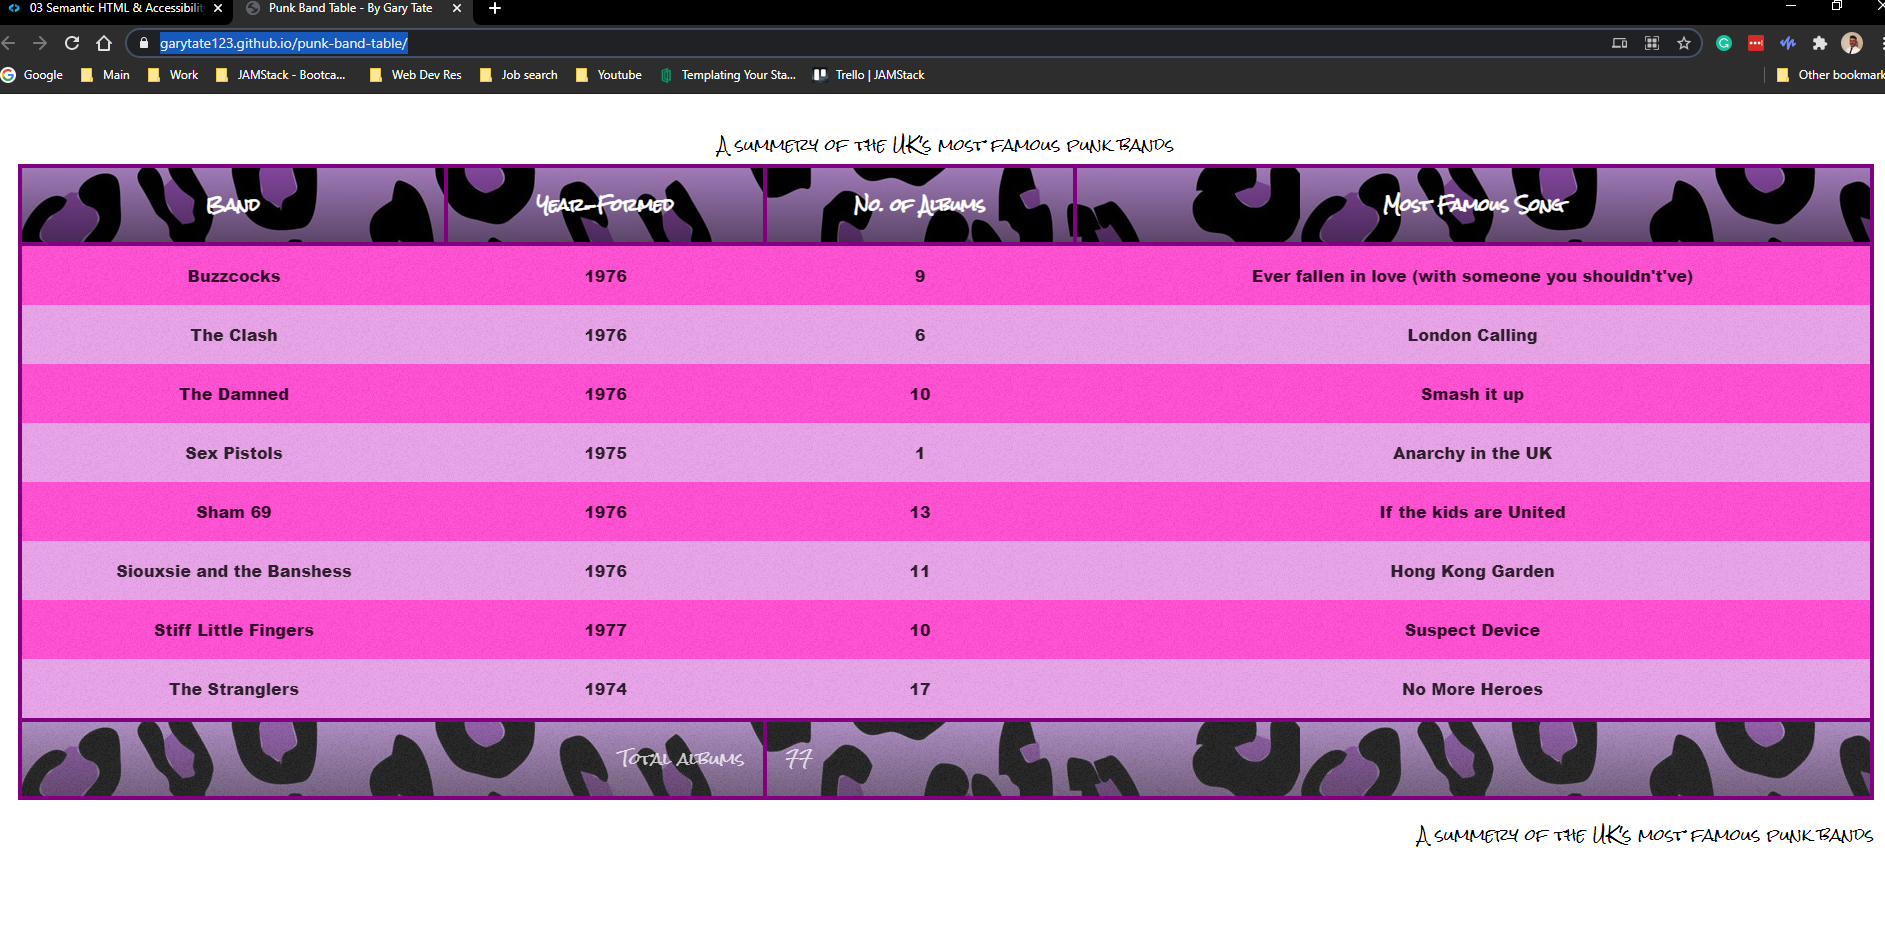 03 Semantic HTML & Accessibilit
Punk Band Table - By Gary Tate
garytate123.github.io/punk-band-table/
Google Main Work JAMStack - Bootca... Web Dev Res Job search Youtube Templating Your Sta... Trello | JAMStack Other bookmark
A summery of the UK's most famous punk bands
Band Year-Formed No. of Albums Most Famous Song
Buzzcocks 1976 9 Ever fallen in love (with someone you shouldn't've)
The Clash 1976 6 London Calling
The Damned 1976 10 Smash it up
Sex Pistols 1975 1 Anarchy in the UK
Sham 69 1976 13 If the kids are United
Siouxsie and the Banshess 1976 11 Hong Kong Garden
Stiff Little Fingers 1977 10 Suspect Device
The Stranglers 1974 17 No More Heroes
Total albums 77
A summery of the UK's most famous punk bands